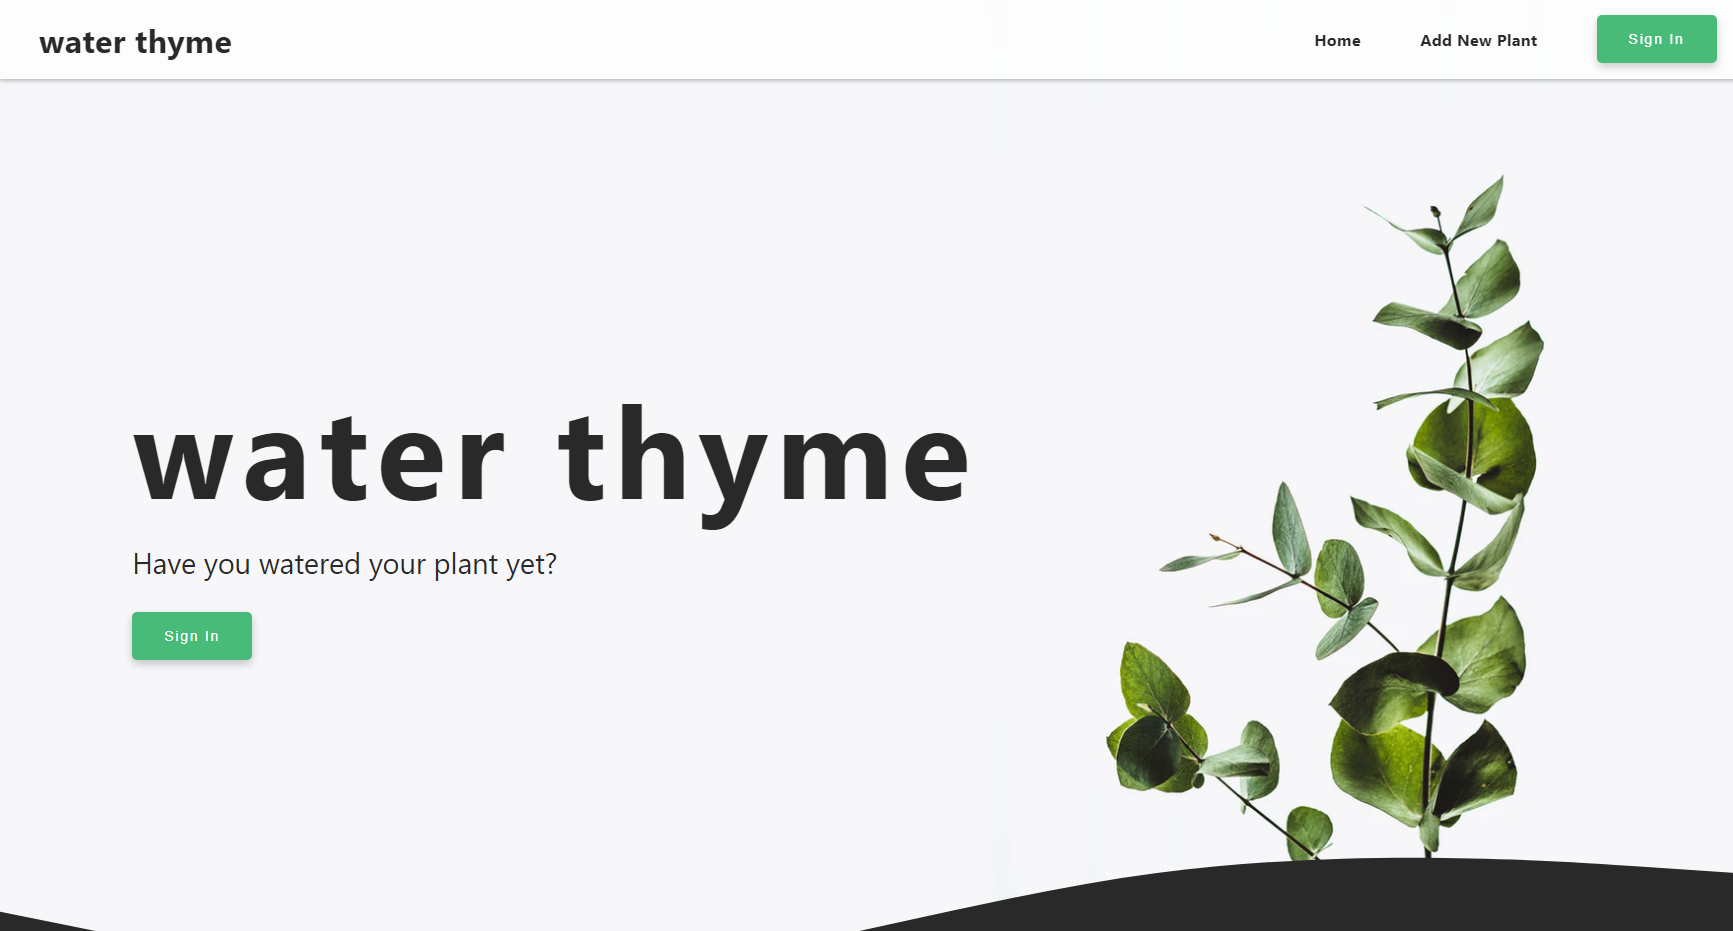 water thyme
Home
Add New Plant
Sign In
water thyme
Have you watered your plant yet?
Sign In